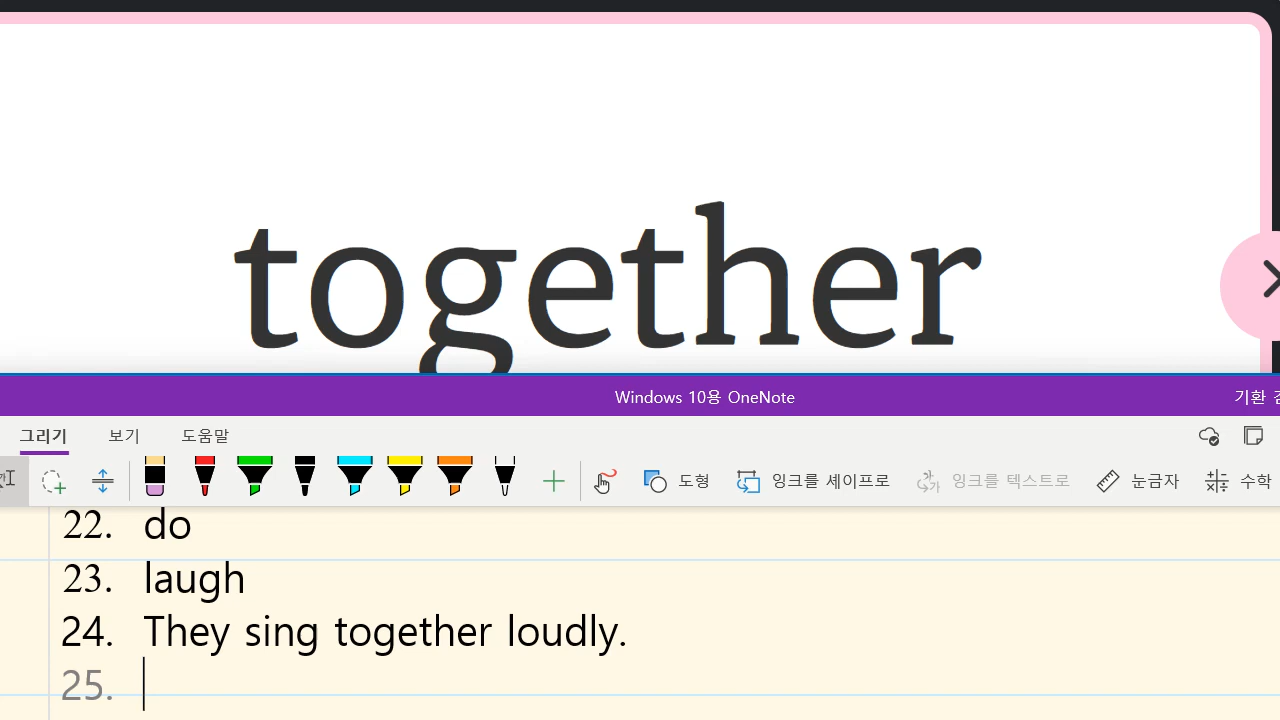 together
Windows 10용 OneNote
기환
그리기 보기 도움말
도형 잉크를 셰이프로 잉크를 텍스트로 눈금자 수학
22. do
23. laugh
24. They sing together loudly.
25.